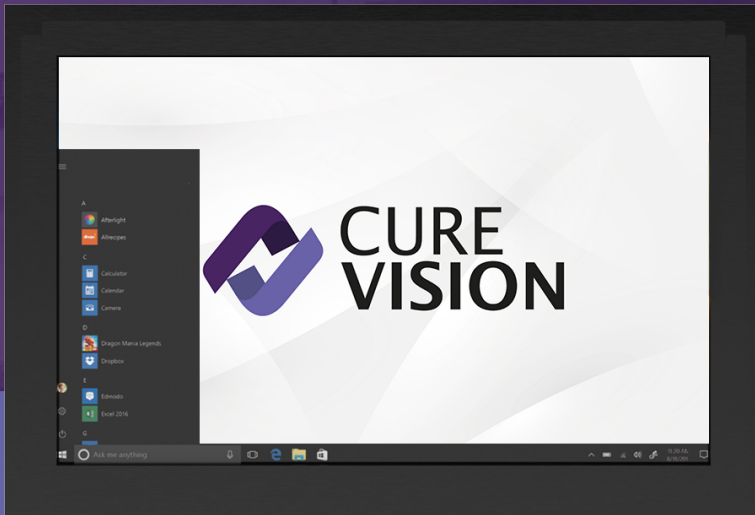 CURE
VISION
A
Afterlight
Allrecipes
C
Calculator
Calendar
Camera
D
Dragon Mania Legends
Dropbox
E
Edmodo
Excel 2016
G
Ask me anything